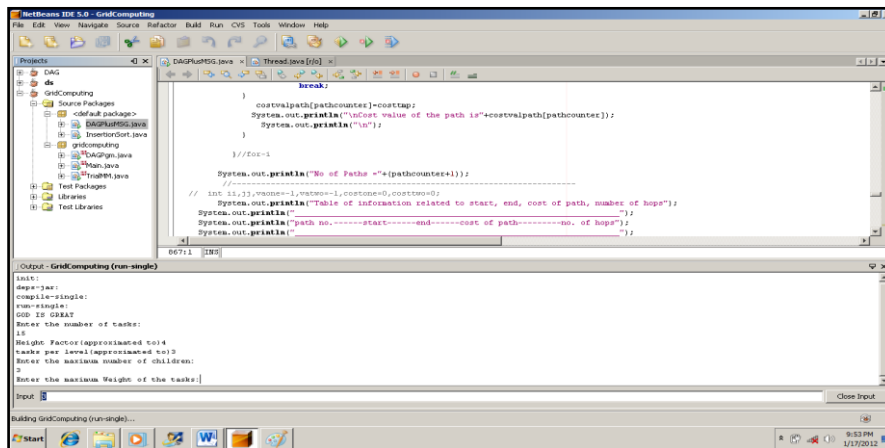 NetBeans IDE 5.0 - GridComputing
File Edit View Navigate Source Refactor Build Run CVS Tools Window Help
Projects
DAGPlusMSG.java x Thread.java [r/o] x
DAG
ds
GridComputing
Source Packages
<default package>
DAGPlusMSG.java
InsertionSort.java
gridcomputing
DAGPgm.java
Main.java
TrialMM.java
Test Packages
Libraries
Test Libraries
break;
}
costvalpath[pathcounter]=costtmp;
System.out.println("\nCost value of the path is"+costvalpath[pathcounter]);
System.out.println("\n");
}
}//for-i
System.out.println("No of Paths ="+(pathcounter+1));
//----------------------------------------------------------------------
// int ii,jj,vaone=-1,vatwo=-1,costone=0,costtwo=0;
System.out.println("Table of information related to start, end, cost of path, number of hops");
System.out.println("____________________________________________________________________");
System.out.println("path no.------start------end------cost of path---------no. of hops");
System.out.println("____________________________________________________________________");
867:1 INS
Output - GridComputing (run-single)
init:
deps-jar:
compile-single:
run-single:
GOD IS GREAT
Enter the number of tasks:
15
Height Factor(approximated to)4
tasks per level(approximated to)3
Enter the maximum number of children:
3
Enter the maximum Weight of the tasks:
Input Close Input
Building GridComputing (run-single)...
Start
9:53 PM
1/17/2012